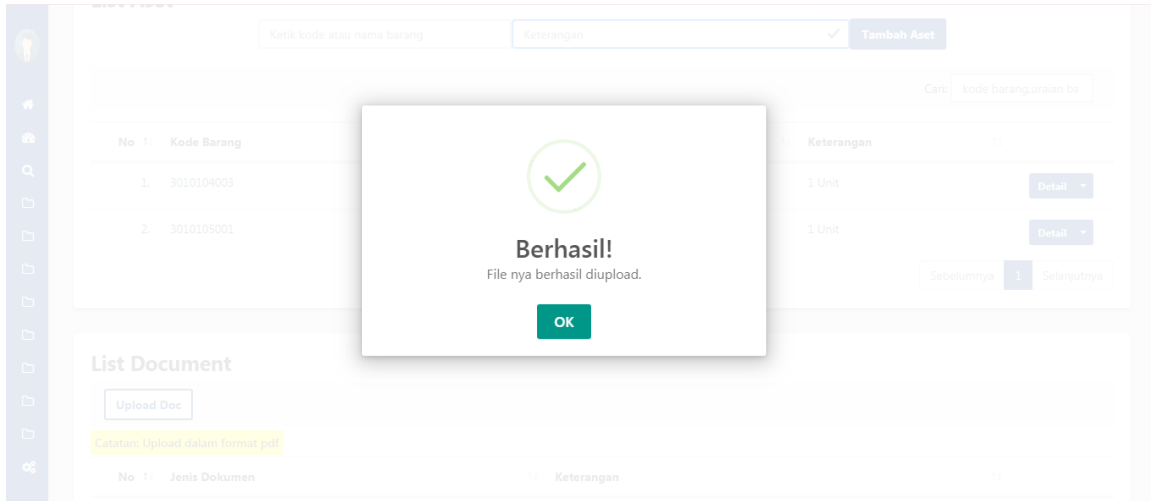 Ketik kode atau nama barang Keterangan Tambah Aset
Cari: kode barang,uraian ba
No Kode Barang Keterangan
1. 3010104003 1 Unit Detail
2. 3010105001 1 Unit Detail
Sebelumnya 1 Selanjutnya
Berhasil!
File nya berhasil diupload.
OK
List Document
Upload Doc
Catatan: Upload dalam format pdf
No Jenis Dokumen Keterangan